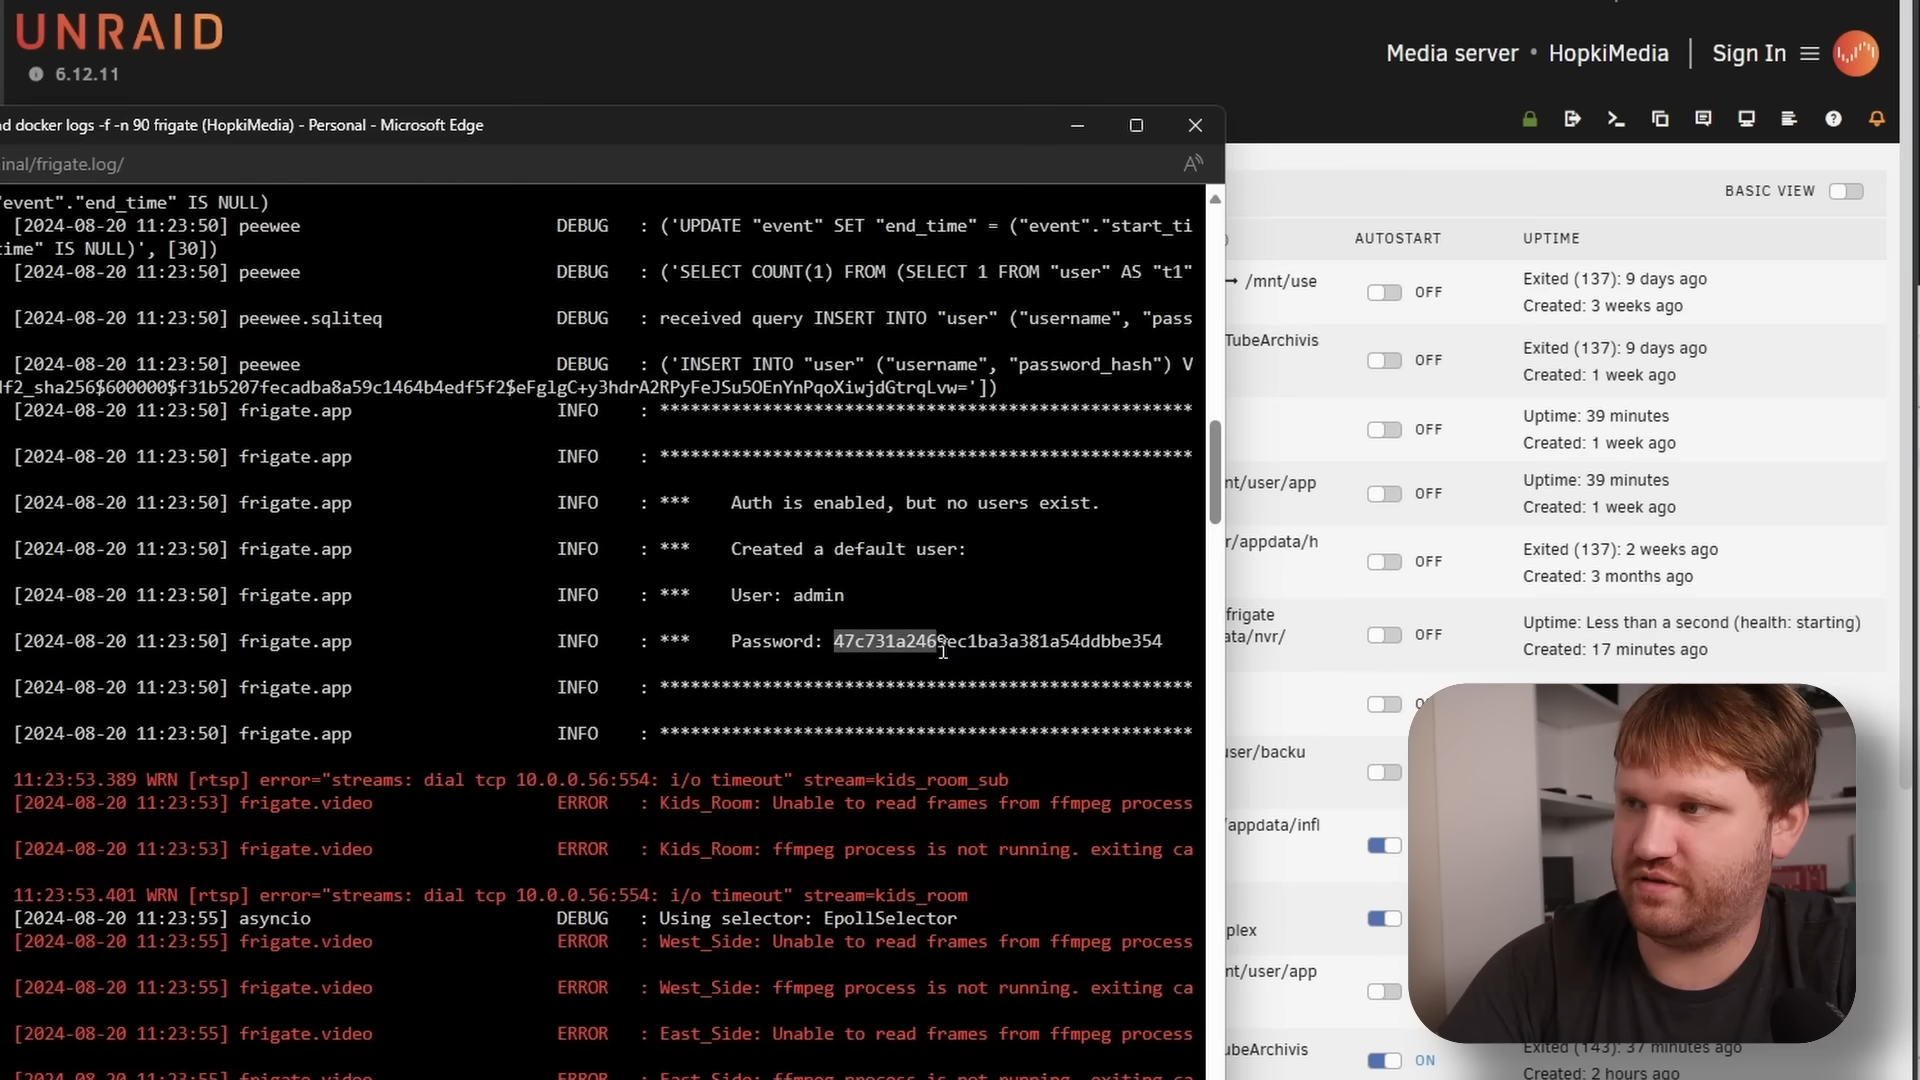 UNRAID
6.12.11
Media server • HopkiMedia | Sign In
d docker logs -f -n 90 frigate (HopkiMedia) - Personal - Microsoft Edge
inal/frigate.log/
event"."end_time" IS NULL)
[2024-08-20 11:23:50] peewee DEBUG : ('UPDATE "event" SET "end_time" = ("event"."start_ti
ime" IS NULL)', [30])
[2024-08-20 11:23:50] peewee DEBUG : ('SELECT COUNT(1) FROM (SELECT 1 FROM "user" AS "t1"
[2024-08-20 11:23:50] peewee.sqliteq DEBUG : received query INSERT INTO "user" ("username", "pass
[2024-08-20 11:23:50] peewee DEBUG : ('INSERT INTO "user" ("username", "password_hash") V
df2_sha256$600000$f31b5207fecadba8a59c1464b4edf5f2$eFglgC+y3hdrA2RPyFeJSu5OEnYnPqoXiwjdGtrqLvw='])
[2024-08-20 11:23:50] frigate.app INFO : ****************************************************
[2024-08-20 11:23:50] frigate.app INFO : ****************************************************
[2024-08-20 11:23:50] frigate.app INFO : *** Auth is enabled, but no users exist.
[2024-08-20 11:23:50] frigate.app INFO : *** Created a default user:
[2024-08-20 11:23:50] frigate.app INFO : *** User: admin
[2024-08-20 11:23:50] frigate.app INFO : *** Password: 47c731a2469ec1ba3a381a54ddbbe354
[2024-08-20 11:23:50] frigate.app INFO : ****************************************************
[2024-08-20 11:23:50] frigate.app INFO : ****************************************************
11:23:53.389 WRN [rtsp] error="streams: dial tcp 10.0.0.56:554: i/o timeout" stream=kids_room_sub
[2024-08-20 11:23:53] frigate.video ERROR : Kids_Room: Unable to read frames from ffmpeg process
[2024-08-20 11:23:53] frigate.video ERROR : Kids_Room: ffmpeg process is not running. exiting ca
11:23:53.401 WRN [rtsp] error="streams: dial tcp 10.0.0.56:554: i/o timeout" stream=kids_room
[2024-08-20 11:23:55] asyncio DEBUG : Using selector: EpollSelector
[2024-08-20 11:23:55] frigate.video ERROR : West_Side: Unable to read frames from ffmpeg process
[2024-08-20 11:23:55] frigate.video ERROR : West_Side: ffmpeg process is not running. exiting ca
[2024-08-20 11:23:55] frigate.video ERROR : East_Side: Unable to read frames from ffmpeg process
BASIC VIEW
AUTOSTART UPTIME
→ /mnt/use OFF Exited (137): 9 days ago
Created: 3 weeks ago
TubeArchivis OFF Exited (137): 9 days ago
Created: 1 week ago
OFF Uptime: 39 minutes
Created: 1 week ago
nt/user/app OFF Uptime: 39 minutes
Created: 1 week ago
r/appdata/h OFF Exited (137): 2 weeks ago
Created: 3 months ago
frigate
ata/nvr/ OFF Uptime: Less than a second (health: starting)
Created: 17 minutes ago
user/backu
/appdata/infl
plex
nt/user/app
ubeArchivis ON Exited (143): 37 minutes ago
Created: 2 hours ago